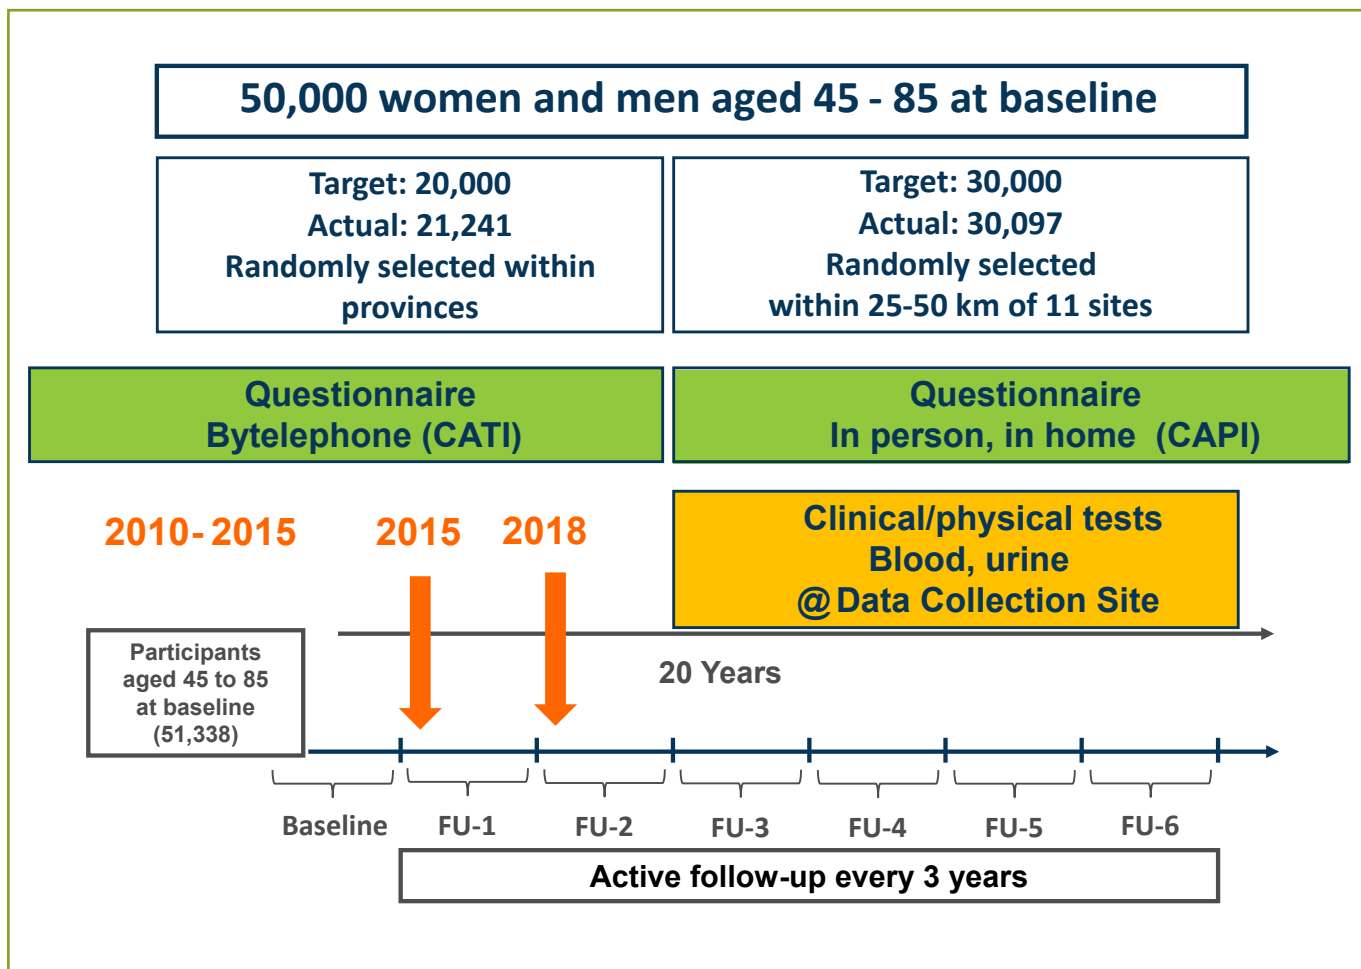 50,000 women and men aged 45 - 85 at baseline
Target: 20,000
Actual: 21,241
Randomly selected within
provinces
Target: 30,000
Actual: 30,097
Randomly selected
within 25-50 km of 11 sites
Questionnaire
Bytelephone (CATI)
Questionnaire
In person, in home (CAPI)
2010- 2015
2015
2018
Clinical/physical tests
Blood, urine
@ Data Collection Site
Participants
aged 45 to 85
at baseline
(51,338)
20 Years
Baseline
FU-1
FU-2
FU-3
FU-4
FU-5
FU-6
Active follow-up every 3 years